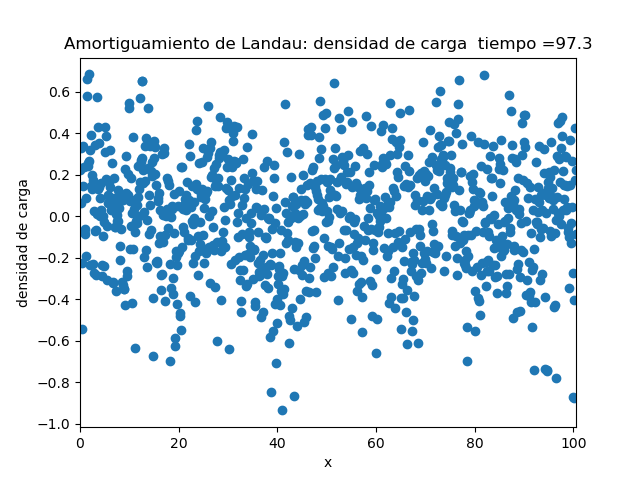 Amortiguamiento de Landau: densidad de carga  tiempo =97.3
0.6
0.4
0.2
0.0
−0.2
−0.4
−0.6
−0.8
−1.0
densidad de carga
0 20 40 60 80 100
x